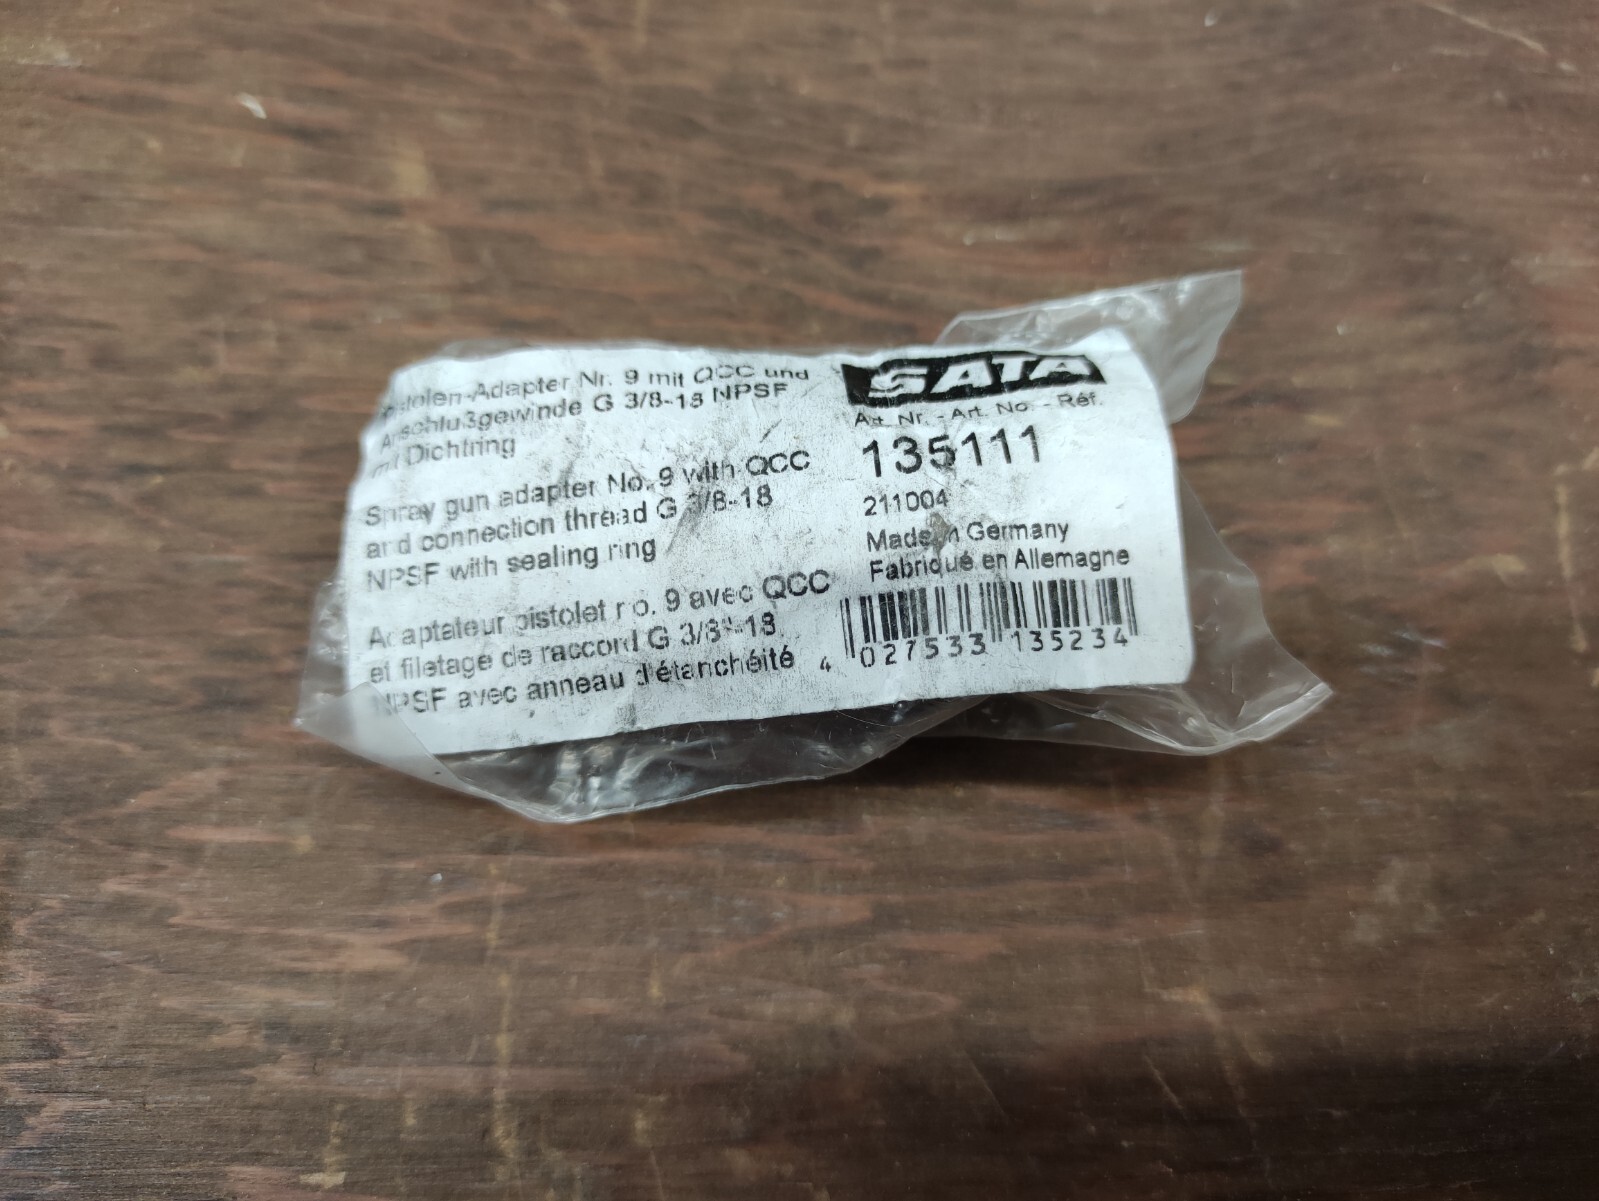 Pistolen-Adapter Nr. 9 mit QCC und
Anschlußgewinde G 3/8-18 NPSF
mit Dichtring
Spray gun adapter No. 9 with QCC
and connection thread G 3/8-18
NPSF with sealing ring
Adaptateur pistolet no. 9 avec QCC
et filetage de raccord G 3/8"-18
NPSF avec anneau d'étanchéité
SATA
Art. Nr. - Art. No. - Réf.
135111
211004
Made in Germany
Fabriqué en Allemagne
4 027533 135234